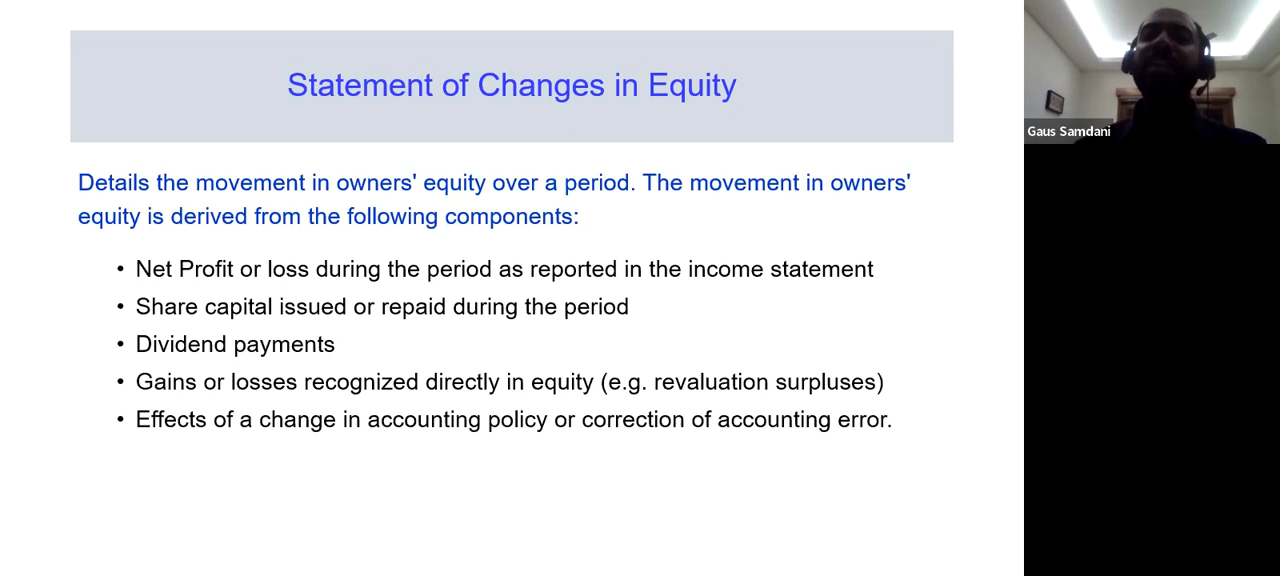 Statement of Changes in Equity
Details the movement in owners' equity over a period. The movement in owners'
equity is derived from the following components:
• Net Profit or loss during the period as reported in the income statement
• Share capital issued or repaid during the period
• Dividend payments
• Gains or losses recognized directly in equity (e.g. revaluation surpluses)
• Effects of a change in accounting policy or correction of accounting error.
Gaus Samdani